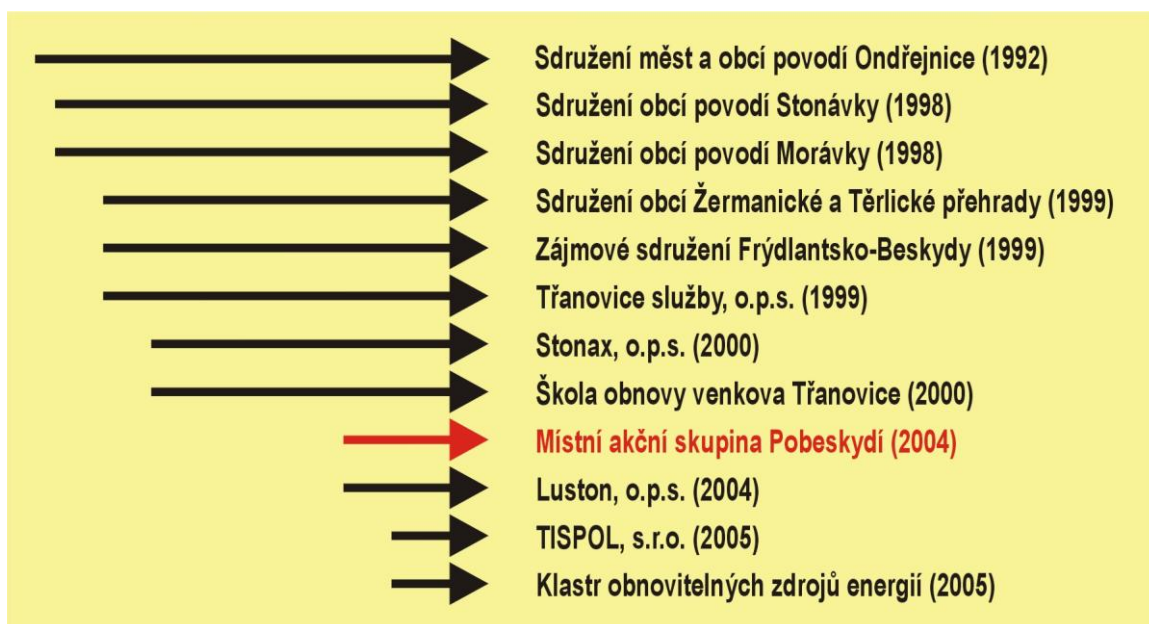 Sdružení měst a obcí povodí Ondřejnice (1992)
Sdružení obcí povodí Stonávky (1998)
Sdružení obcí povodí Morávky (1998)
Sdružení obcí Žermanické a Těrlické přehrady (1999)
Zájmové sdružení Frýdlantsko-Beskydy (1999)
Třanovice služby, o.p.s. (1999)
Stonax, o.p.s. (2000)
Škola obnovy venkova Třanovice (2000)
Místní akční skupina Pobeskydí (2004)
Luston, o.p.s. (2004)
TISPOL, s.r.o. (2005)
Klastr obnovitelných zdrojů energií (2005)